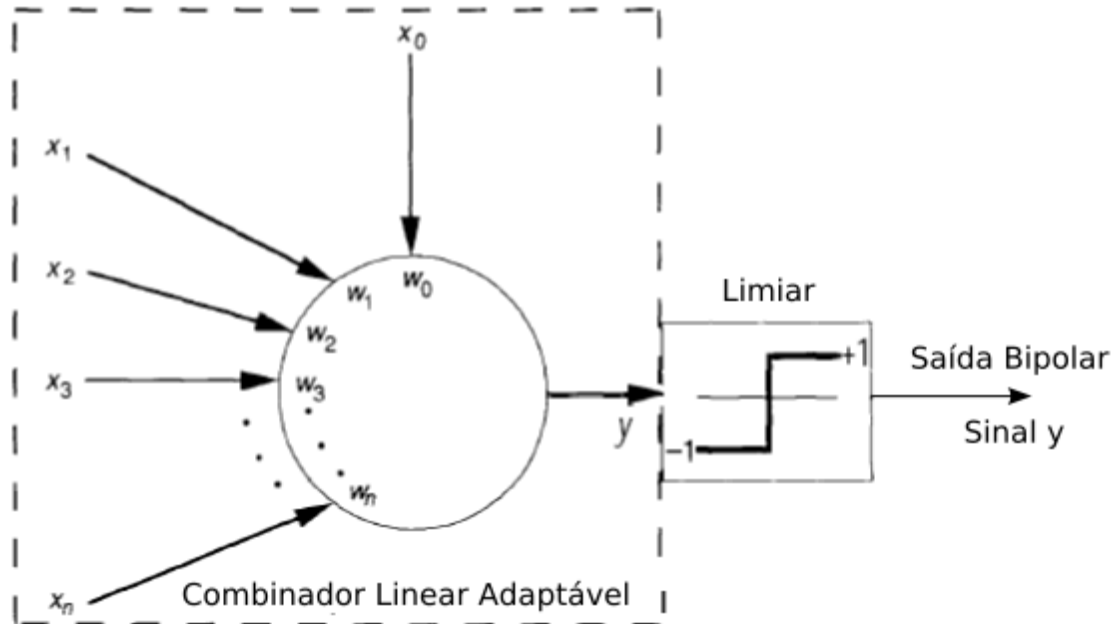 x₀
x₁
x₂
x₃
xₙ
w₀
w₁
w₂
w₃
wₙ
y
Limiar
+1
−1
Saída Bipolar
Sinal y
Combinador Linear Adaptável